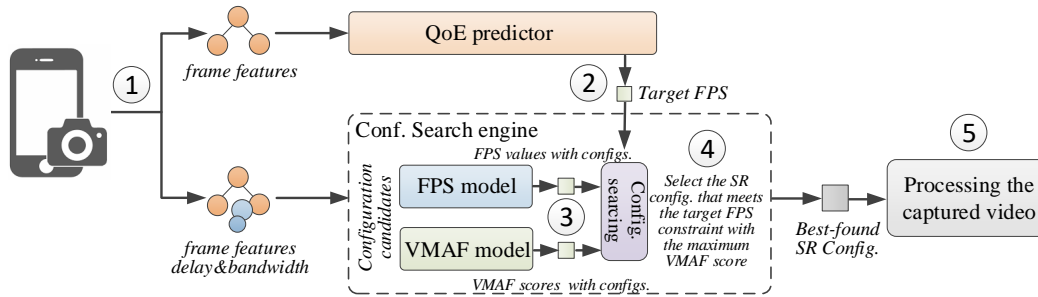 1
frame features
frame features
delay&bandwidth
QoE predictor
2
Target FPS
Conf. Search engine
Configuration
candidates
FPS values with configs.
FPS model
3
VMAF model
VMAF scores with configs.
Config.
searcing
4
Select the SR
config. that meets
the target FPS
constraint with
the maximum
VMAF score
Best-found
SR Config.
5
Processing the
captured video